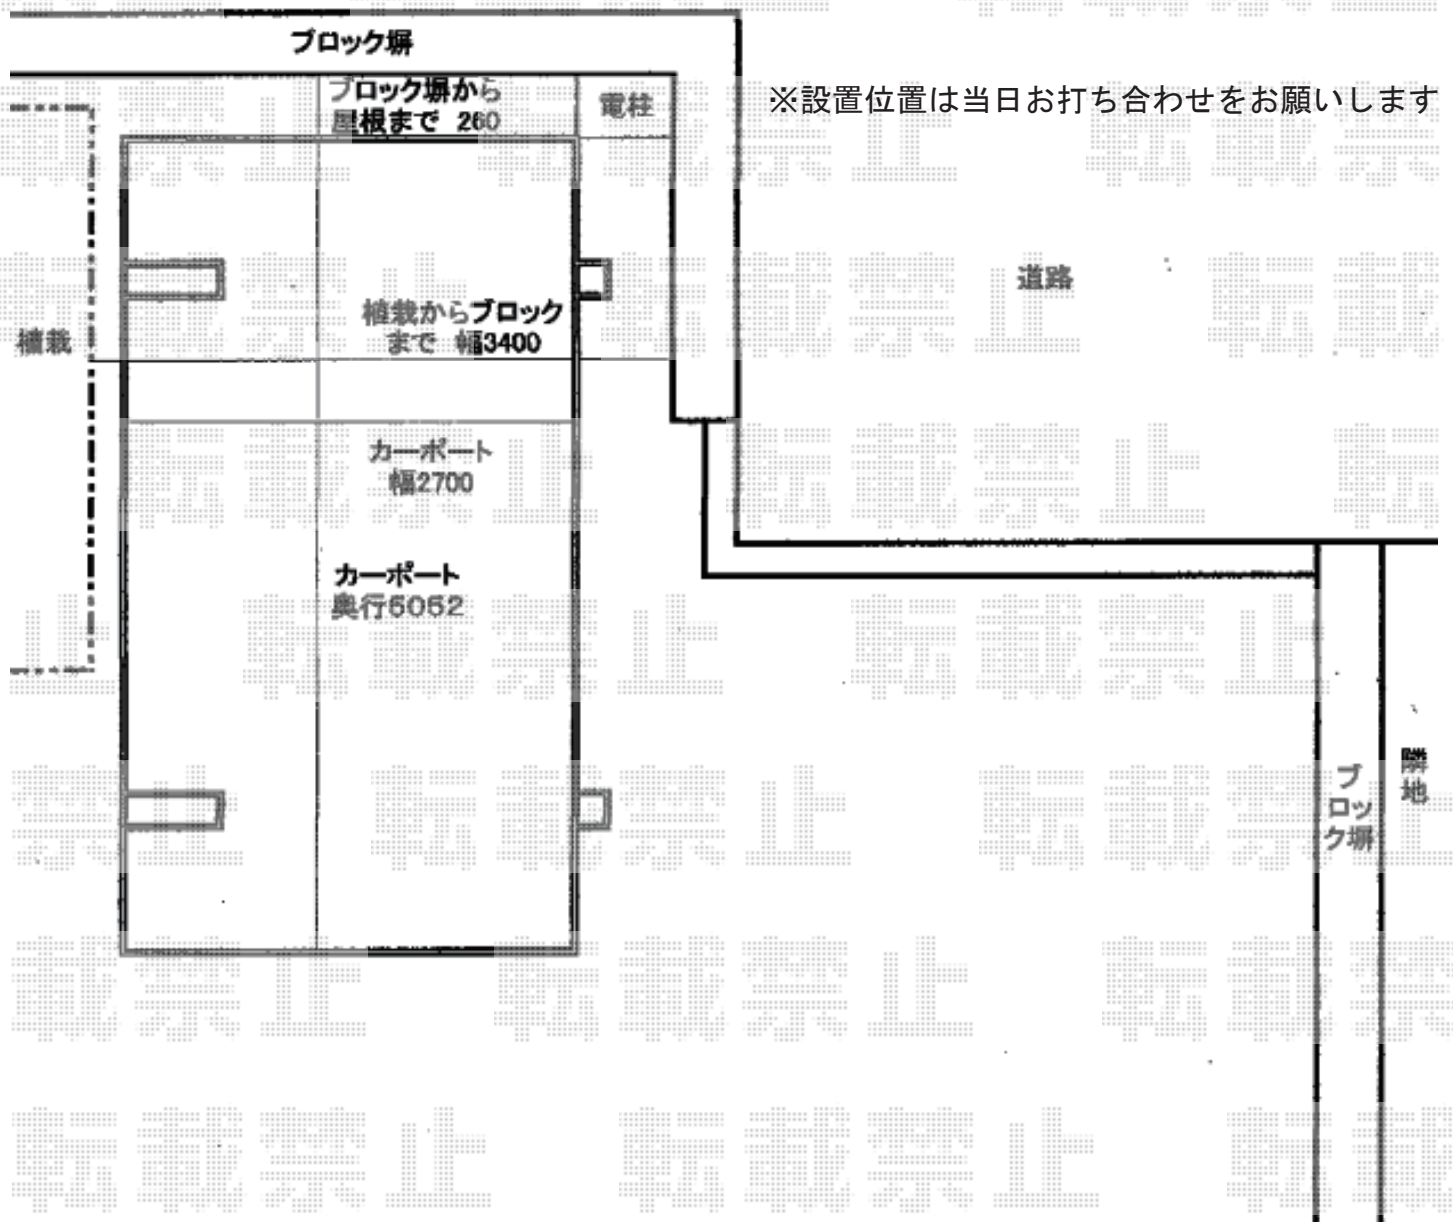 ブロック塀
ブロック塀から
屋根まで 260
電柱
※設置位置は当日お打ち合わせをお願いします
道路
植栽からブロック
まで 幅3400
植栽
カーポート
幅2700
カーポート
奥行5052
ブ
ロッ
ク塀
隣
地
転載禁止